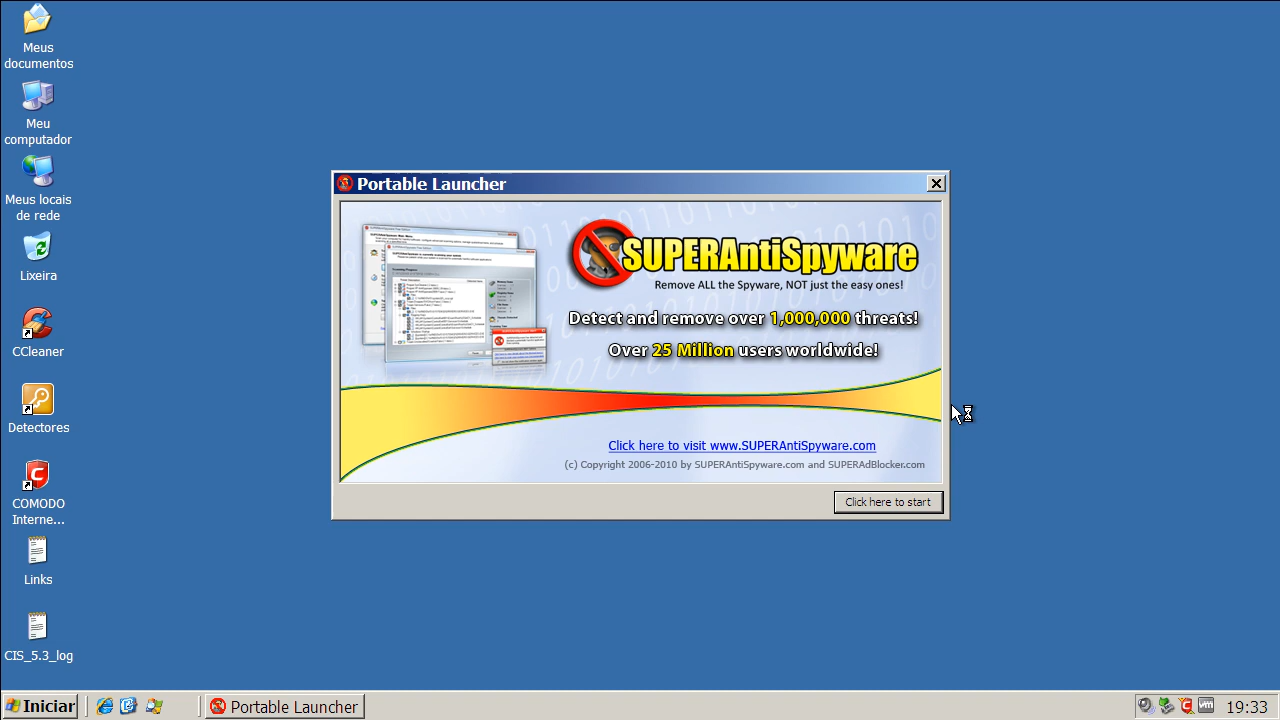 Meus
documentos
Meu
computador
Meus locais
de rede
Lixeira
CCleaner
Detectores
COMODO
Interne...
Links
CIS_5.3_log
Portable Launcher
SUPERAntiSpyware
Remove ALL the Spyware, NOT just the easy ones!
Detect and remove over 1,000,000 pests!
Over 25 Million users worldwide!
Click here to visit www.SUPERAntiSpyware.com
(c) Copyright 2006-2010 by SUPERAntiSpyware.com and SUPERAdBlocker.com
Click here to start
Iniciar
Portable Launcher
19:33